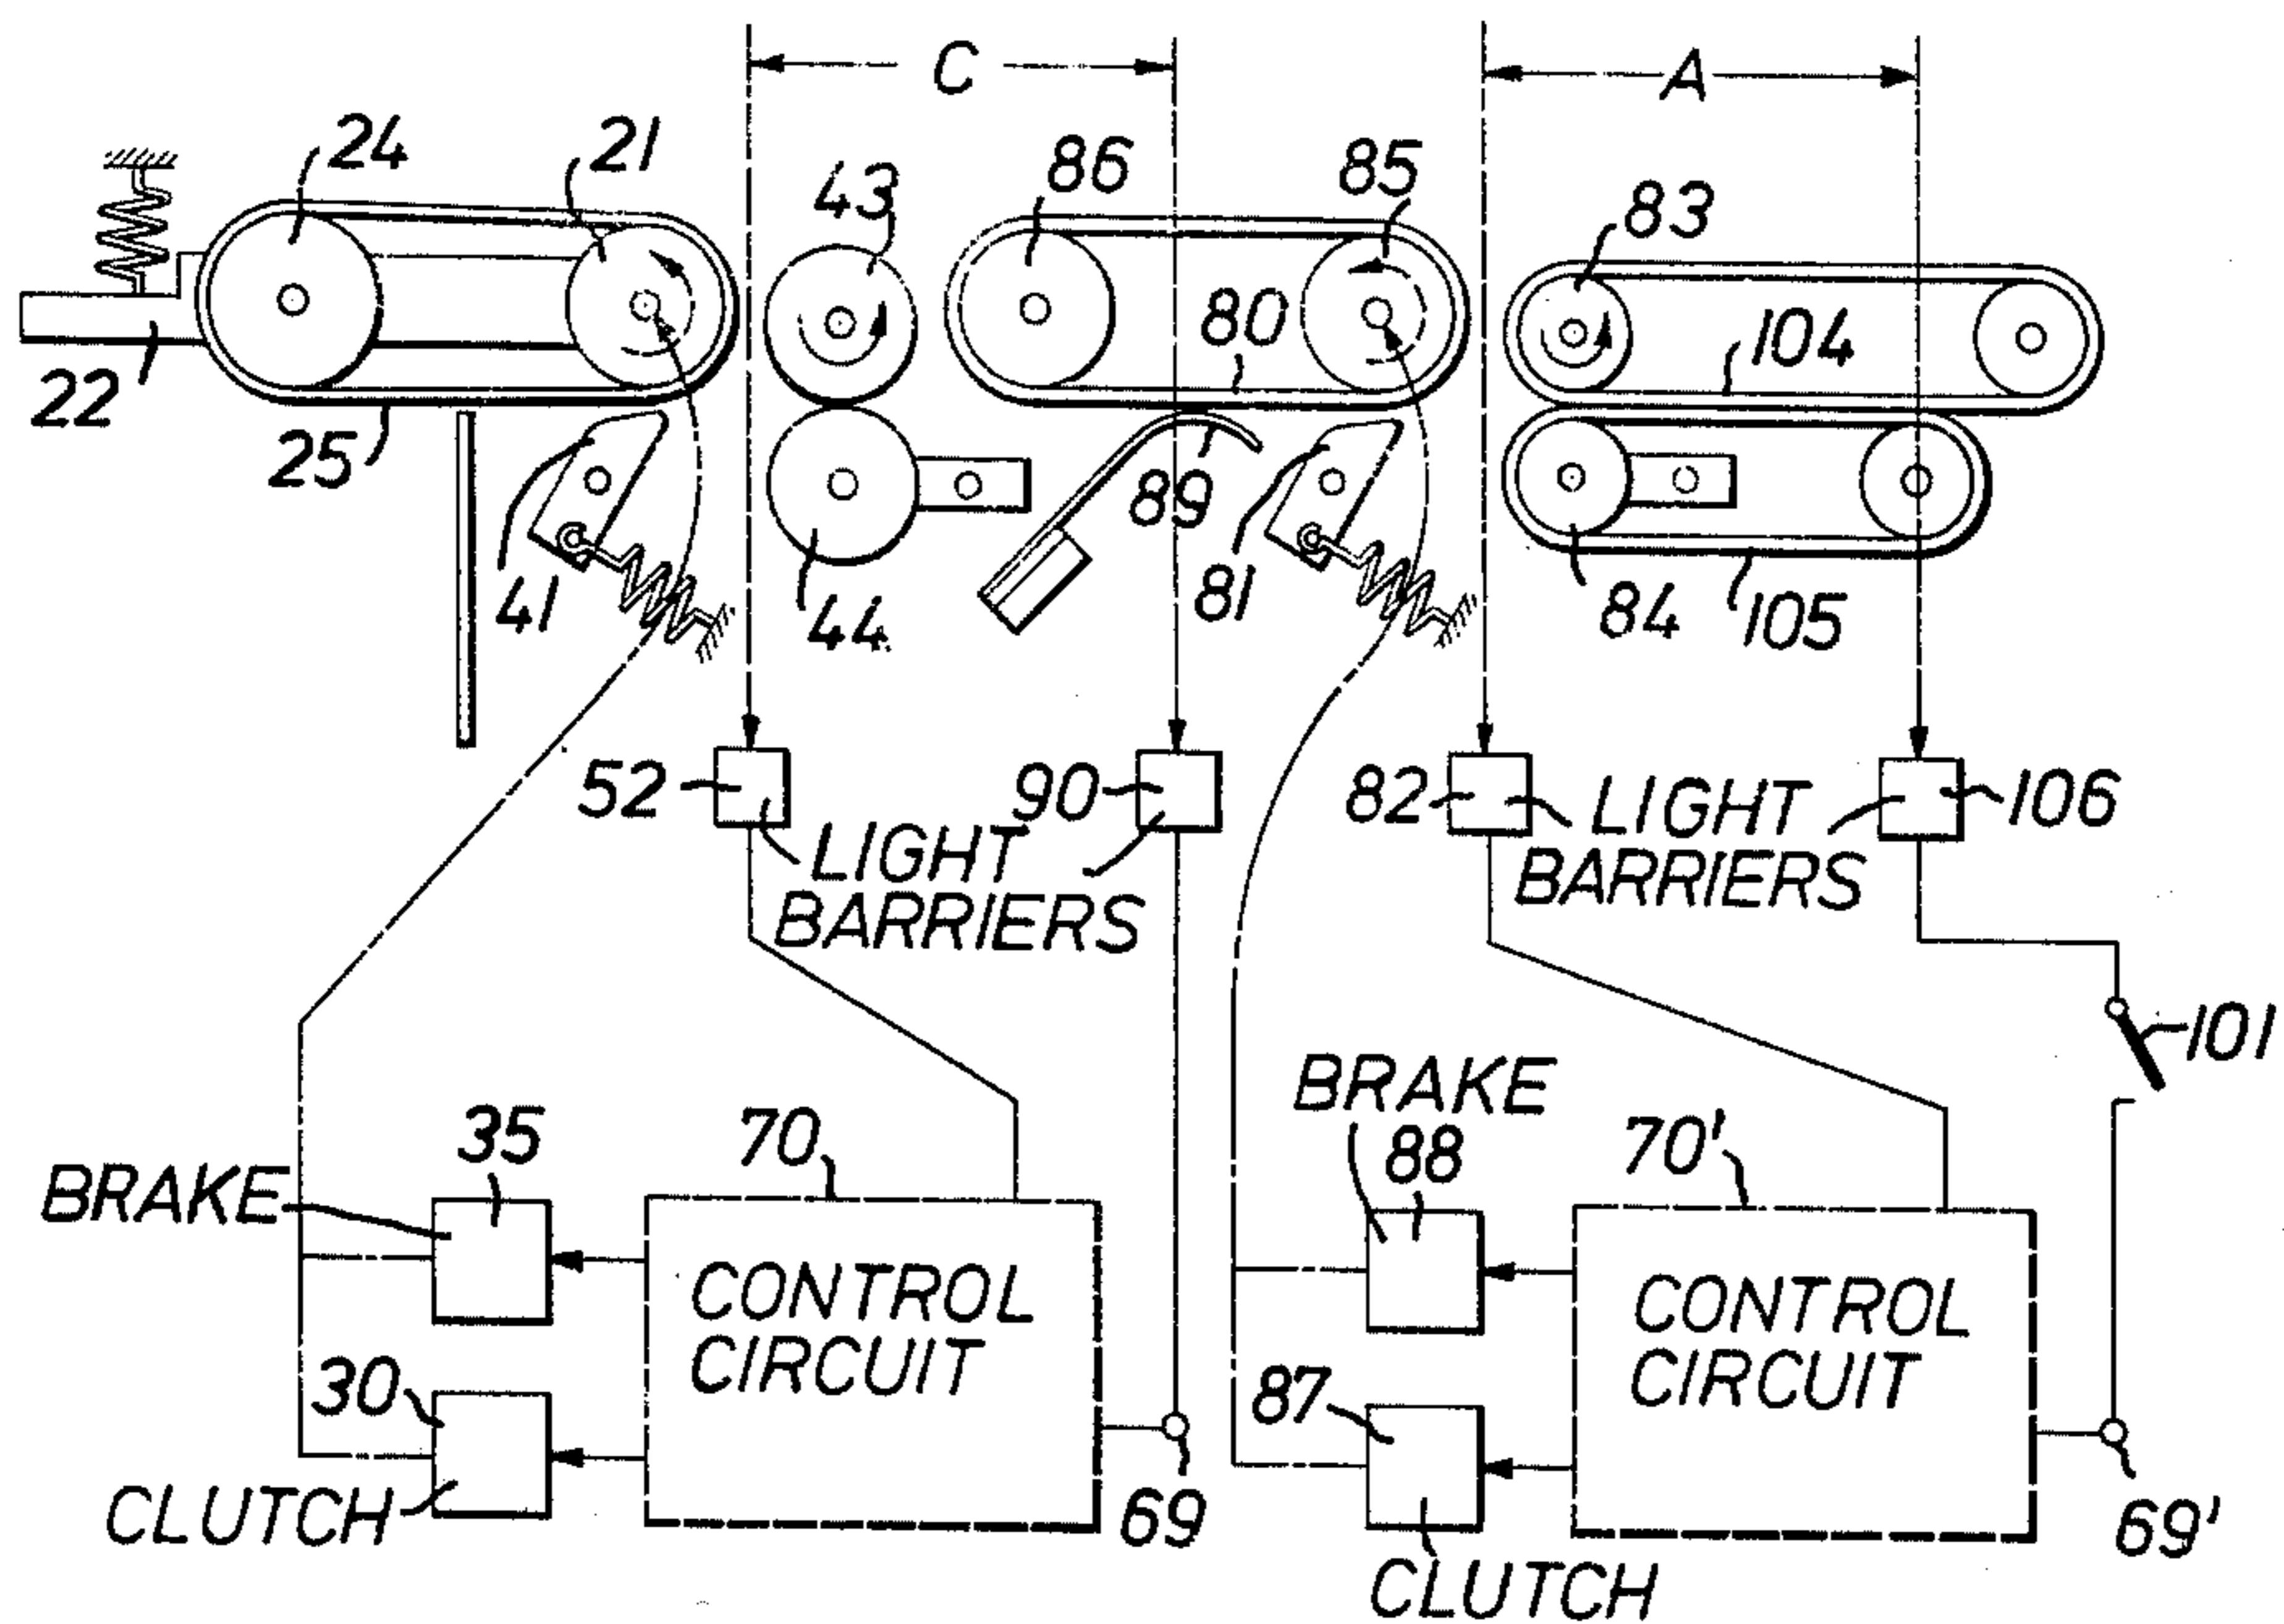 C
A
24
21
43
86
85
83
22
25
80
104
41
44
89
81
84
105
52
90
82
106
LIGHT
BARRIERS
LIGHT
BARRIERS
101
BRAKE
35
70
BRAKE
88
70'
CONTROL
CIRCUIT
CONTROL
CIRCUIT
30
CLUTCH
87
CLUTCH
69
69'